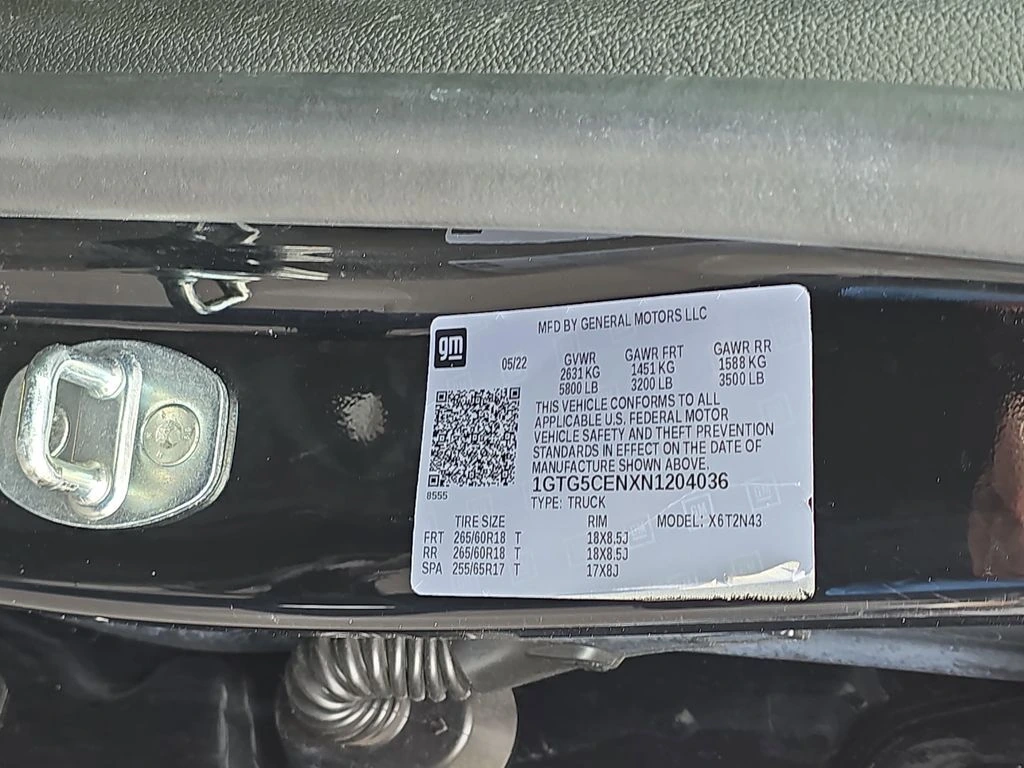 gm
MFD BY GENERAL MOTORS LLC
05/22
GVWR GAWR FRT GAWR RR
2631 KG 1451 KG 1588 KG
5800 LB 3200 LB 3500 LB
THIS VEHICLE CONFORMS TO ALL
APPLICABLE U.S. FEDERAL MOTOR
VEHICLE SAFETY AND THEFT PREVENTION
STANDARDS IN EFFECT ON THE DATE OF
MANUFACTURE SHOWN ABOVE.
8555
1GTG5CENXN1204036
TYPE: TRUCK
TIRE SIZE RIM MODEL: X6T2N43
FRT 265/60R18 T 18X8.5J
RR 265/60R18 T 18X8.5J
SPA 255/65R17 T 17X8J